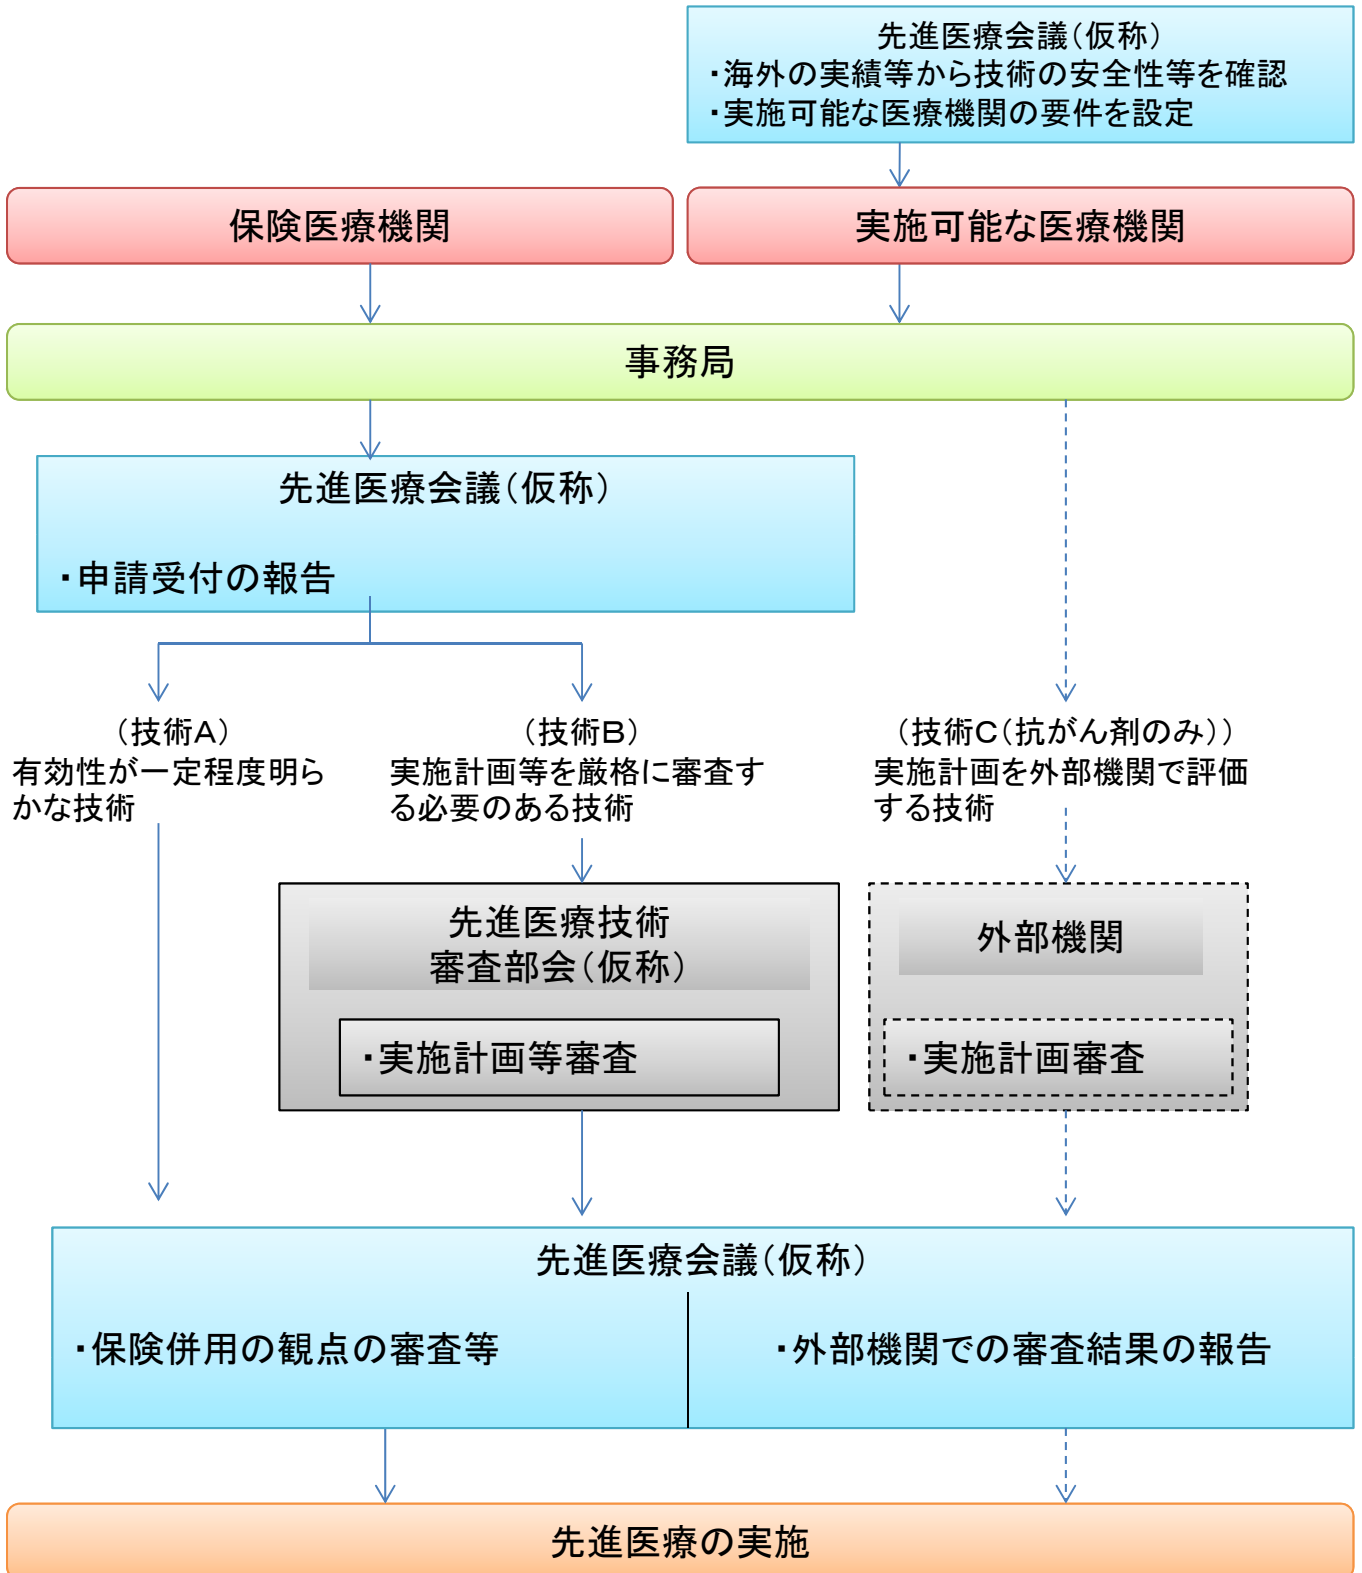 先進医療会議（仮称）
・海外の実績等から技術の安全性等を確認
・実施可能な医療機関の要件を設定
保険医療機関
実施可能な医療機関
事務局
先進医療会議（仮称）
・申請受付の報告
（技術Ａ）
有効性が一定程度明ら
かな技術
（技術Ｂ）
実施計画等を厳格に審査す
る必要のある技術
（技術Ｃ（抗がん剤のみ））
実施計画を外部機関で評価
する技術
先進医療技術
審査部会（仮称）
・実施計画等審査
外部機関
・実施計画審査
先進医療会議（仮称）
・保険併用の観点の審査等
・外部機関での審査結果の報告
先進医療の実施